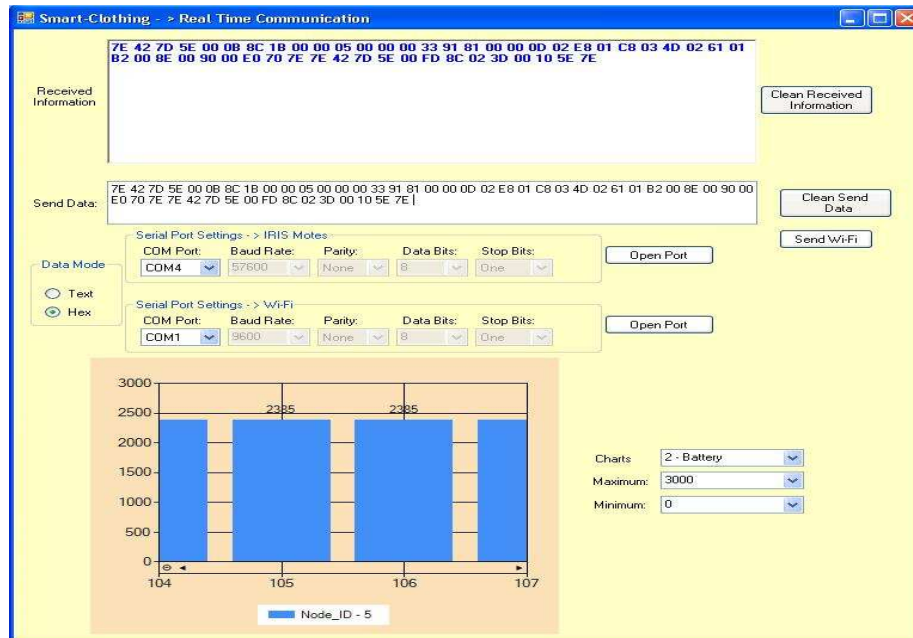 Smart-Clothing - > Real Time Communication
Received Information
7E 42 7D 5E 00 0B 8C 1B 00 00 05 00 00 00 33 91 81 00 00 0D 02 E8 01 C8 03 4D 02 61 01
B2 00 8E 00 90 00 E0 70 7E 7E 42 7D 5E 00 FD 8C 02 3D 00 10 5E 7E
Clean Received
Information
Send Data:
7E 42 7D 5E 00 0B 8C 1B 00 00 05 00 00 00 33 91 81 00 00 0D 02 E8 01 C8 03 4D 02 61 01 B2 00 8E 00 90 00
E0 70 7E 7E 42 7D 5E 00 FD 8C 02 3D 00 10 5E 7E
Clean Send
Data
Send Wi-Fi
Data Mode
Text
Hex
Serial Port Settings - > IRIS Motes
COM Port: Baud Rate: Parity: Data Bits: Stop Bits:
COM4 57600 None 8 One
Open Port
Serial Port Settings - > Wi-Fi
COM Port: Baud Rate: Parity: Data Bits: Stop Bits:
COM1 9600 None 8 One
Open Port
3000
2500
2000
1500
1000
500
0
2385 2385
104 105 106 107
Node_ID - 5
Charts 2 - Battery
Maximum: 3000
Minimum: 0